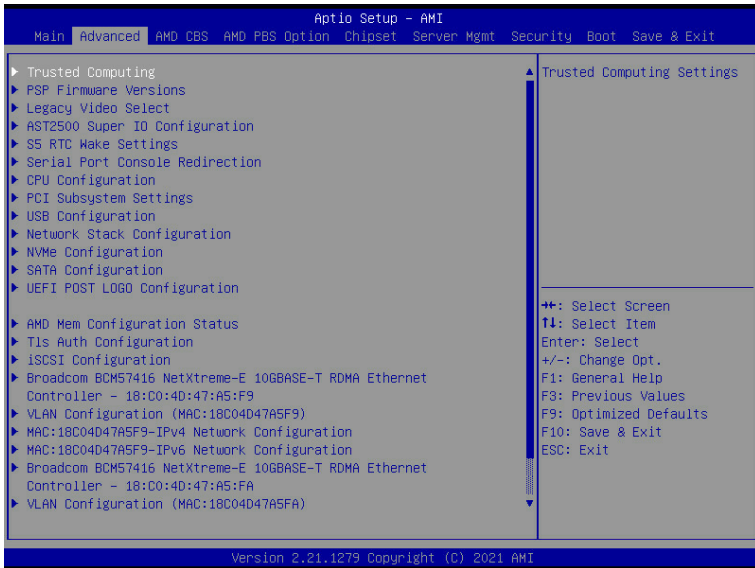 Aptio Setup – AMI
Main Advanced AMD CBS AMD PBS Option Chipset Server Mgmt Security Boot Save & Exit
Trusted Computing
PSP Firmware Versions
Legacy Video Select
AST2500 Super IO Configuration
S5 RTC Wake Settings
Serial Port Console Redirection
CPU Configuration
PCI Subsystem Settings
USB Configuration
Network Stack Configuration
NVMe Configuration
SATA Configuration
UEFI POST LOGO Configuration
AMD Mem Configuration Status
Tls Auth Configuration
iSCSI Configuration
Broadcom BCM57416 NetXtreme-E 10GBASE-T RDMA Ethernet
Controller – 18:C0:4D:47:A5:F9
VLAN Configuration (MAC:18C04D47A5F9)
MAC:18C04D47A5F9-IPv4 Network Configuration
MAC:18C04D47A5F9-IPv6 Network Configuration
Broadcom BCM57416 NetXtreme-E 10GBASE-T RDMA Ethernet
Controller – 18:C0:4D:47:A5:FA
VLAN Configuration (MAC:18C04D47A5FA)
Trusted Computing Settings
→←: Select Screen
↑↓: Select Item
Enter: Select
+/-: Change Opt.
F1: General Help
F3: Previous Values
F9: Optimized Defaults
F10: Save & Exit
ESC: Exit
Version 2.21.1279 Copyright (C) 2021 AMI